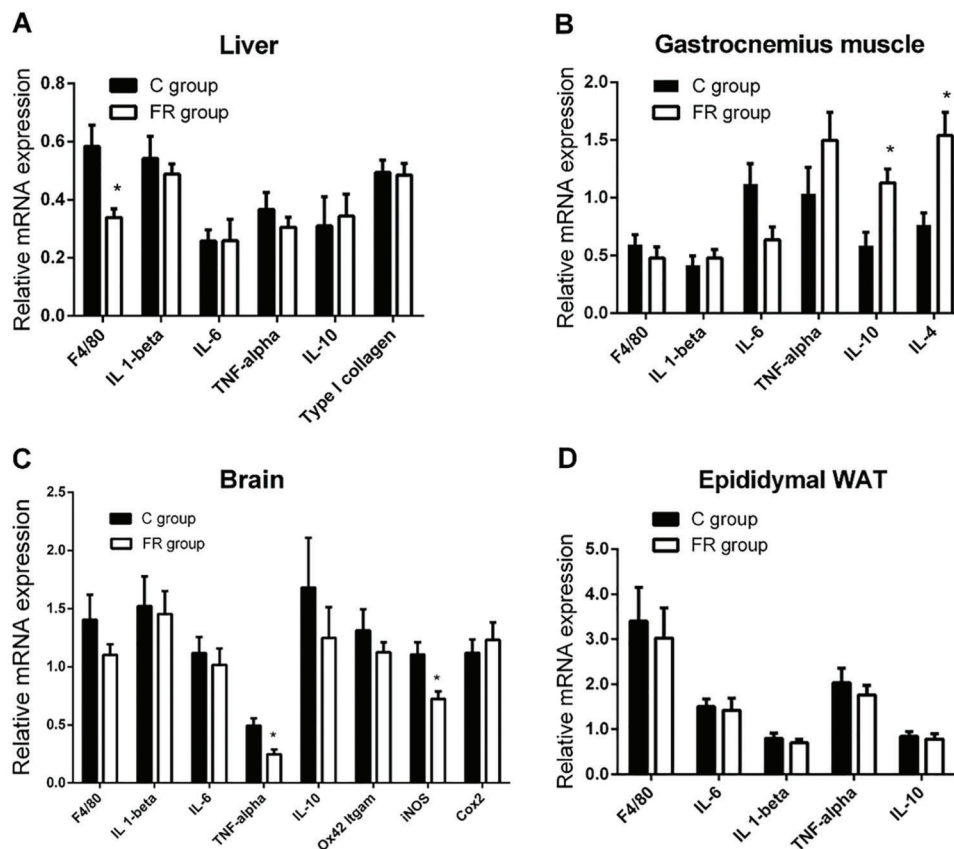 A
Liver
C group
FR group
Relative mRNA expression
0.8
0.6
0.4
0.2
0.0
*
F4/80
IL 1-beta
IL-6
TNF-alpha
IL-10
Type I collagen
B
Gastrocnemius muscle
C group
FR group
Relative mRNA expression
2.0
1.5
1.0
0.5
0.0
*
*
F4/80
IL 1-beta
IL-6
TNF-alpha
IL-10
IL-4
C
Brain
C group
FR group
Relative mRNA expression
2.5
2.0
1.5
1.0
0.5
0.0
*
*
F4/80
IL 1-beta
IL-6
TNF-alpha
IL-10
Ox42 Itgam
iNOS
Cox2
D
Epididymal WAT
C group
FR group
Relative mRNA expression
5.0
4.0
3.0
2.0
1.0
0.0
F4/80
IL-6
IL 1-beta
TNF-alpha
IL-10